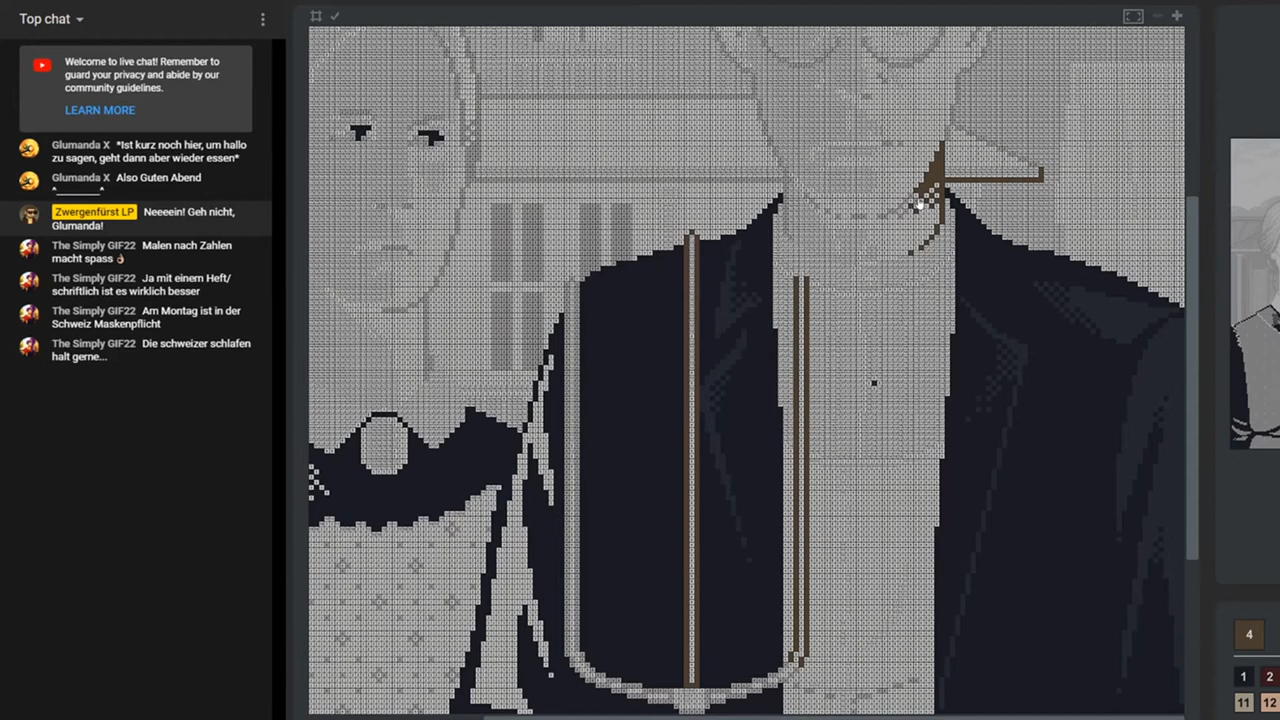 Top chat
Welcome to live chat! Remember to
guard your privacy and abide by our
community guidelines.
LEARN MORE
Glumanda X *Ist kurz noch hier, um hallo
zu sagen, geht dann aber wieder essen*
Glumanda X Also Guten Abend
^________^
Zwergenfürst LP Neeeein! Geh nicht,
Glumanda!
The Simply GIF22 Malen nach Zahlen
macht spass 👌🏼
The Simply GIF22 Ja mit einem Heft/
schriftlich ist es wirklich besser
The Simply GIF22 Am Montag ist in der
Schweiz Maskenpflicht
The Simply GIF22 Die schweizer schlafen
halt gerne...
4
1 2
11 12